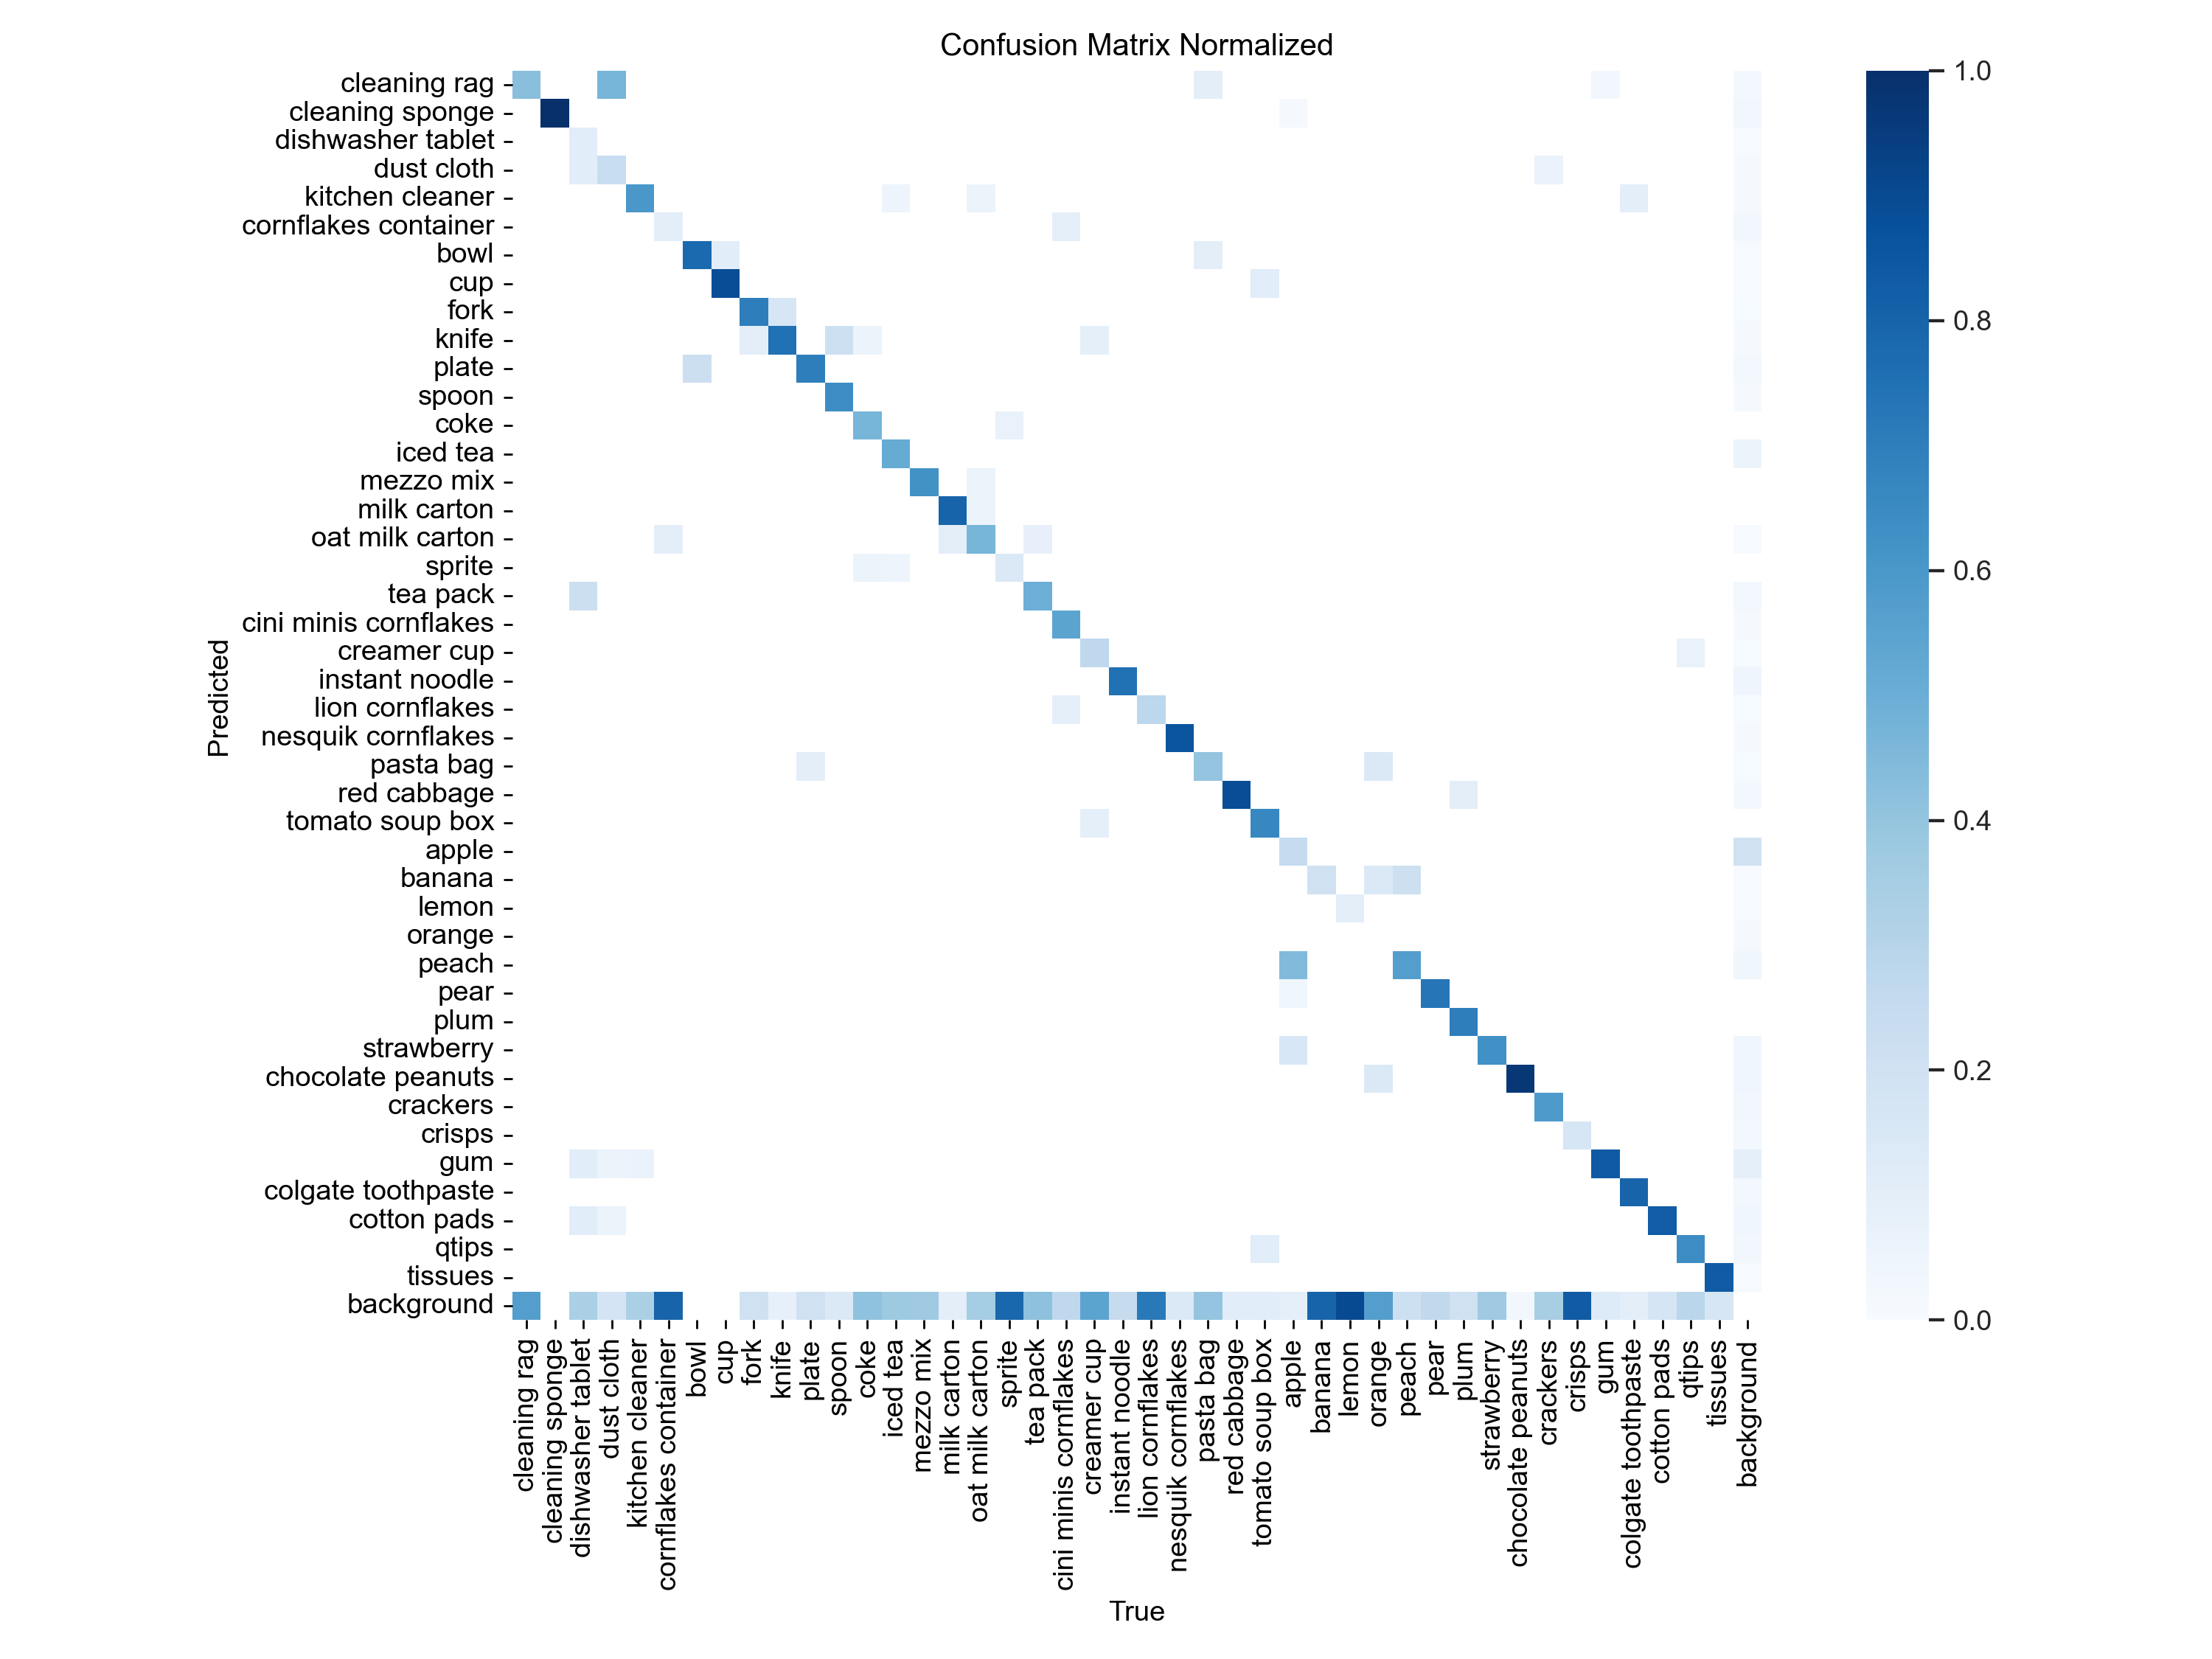 Confusion Matrix Normalized
cleaning rag
cleaning sponge
dishwasher tablet
dust cloth
kitchen cleaner
cornflakes container
bowl
cup
fork
knife
plate
spoon
coke
iced tea
mezzo mix
milk carton
oat milk carton
sprite
tea pack
cini minis cornflakes
creamer cup
instant noodle
lion cornflakes
nesquik cornflakes
pasta bag
red cabbage
tomato soup box
apple
banana
lemon
orange
peach
pear
plum
strawberry
chocolate peanuts
crackers
crisps
gum
colgate toothpaste
cotton pads
qtips
tissues
background
Predicted
cleaning rag
cleaning sponge
dishwasher tablet
dust cloth
kitchen cleaner
cornflakes container
bowl
cup
fork
knife
plate
spoon
coke
iced tea
mezzo mix
milk carton
oat milk carton
sprite
tea pack
cini minis cornflakes
creamer cup
instant noodle
lion cornflakes
nesquik cornflakes
pasta bag
red cabbage
tomato soup box
apple
banana
lemon
orange
peach
pear
plum
strawberry
chocolate peanuts
crackers
crisps
gum
colgate toothpaste
cotton pads
qtips
tissues
background
True
1.0
0.8
0.6
0.4
0.2
0.0